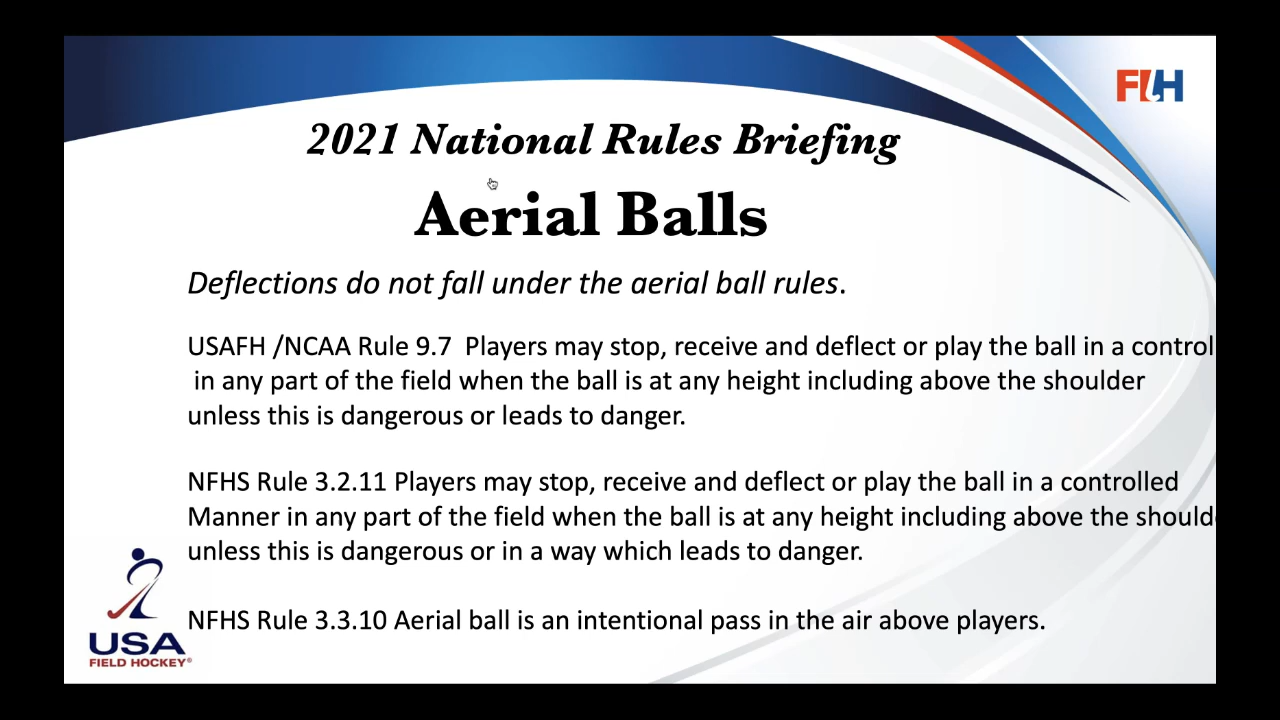 FIH
2021 National Rules Briefing
Aerial Balls
Deflections do not fall under the aerial ball rules.
USAFH /NCAA Rule 9.7  Players may stop, receive and deflect or play the ball in a control
in any part of the field when the ball is at any height including above the shoulder
unless this is dangerous or leads to danger.
NFHS Rule 3.2.11 Players may stop, receive and deflect or play the ball in a controlled
Manner in any part of the field when the ball is at any height including above the should
unless this is dangerous or in a way which leads to danger.
NFHS Rule 3.3.10 Aerial ball is an intentional pass in the air above players.
USA
FIELD HOCKEY®